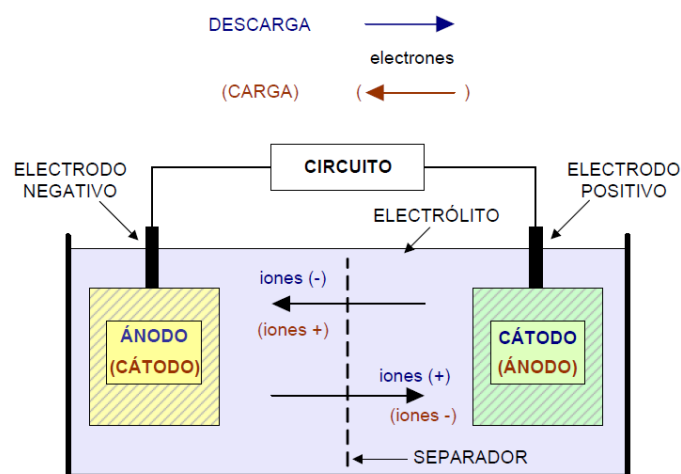 DESCARGA
electrones
(CARGA) ( )
CIRCUITO
ELECTRODO
NEGATIVO
ELECTRODO
POSITIVO
ELECTRÓLITO
iones (-)
(iones +)
ÁNODO
(CÁTODO)
CÁTODO
(ÁNODO)
iones (+)
(iones -)
SEPARADOR